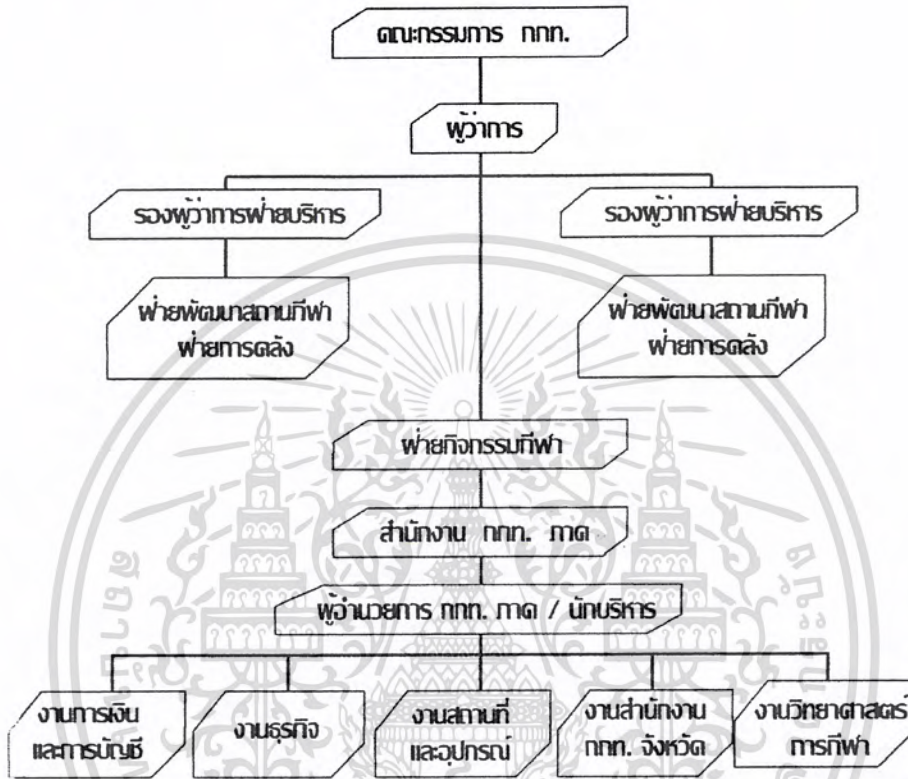 คณะกรรมการ กกท.
ผู้ว่าการ
รองผู้ว่าการฝ่ายบริหาร
รองผู้ว่าการฝ่ายบริหาร
ฝ่ายพัฒนาสถานกีฬา
ฝ่ายการคลัง
ฝ่ายพัฒนาสถานกีฬา
ฝ่ายการคลัง
ฝ่ายกิจกรรมกีฬา
สำนักงาน กกท. ภาค
ผู้อำนวยการ กกท. ภาค / นักบริหาร
งานการเงิน
และการบัญชี
งานธุรกิจ
งานสถานที่
และอุปกรณ์
งานสำนักงาน
กกท. จังหวัด
งานวิทยาศาสตร์
การกีฬา